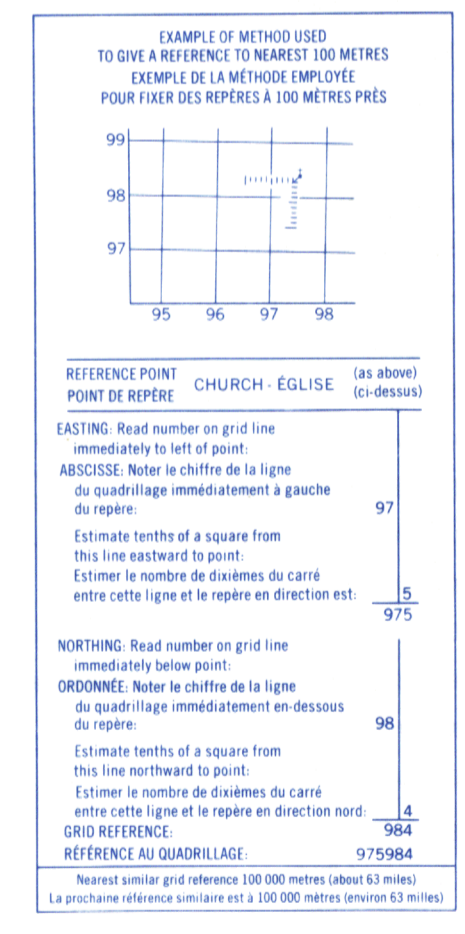 EXAMPLE OF METHOD USED
TO GIVE A REFERENCE TO NEAREST 100 METRES
EXEMPLE DE LA MÉTHODE EMPLOYÉE
POUR FIXER DES REPÈRES À 100 MÈTRES PRÈS
99
98
97
95 96 97 98
REFERENCE POINT
POINT DE REPÈRE
CHURCH - ÉGLISE
(as above)
(ci-dessus)
EASTING: Read number on grid line
immediately to left of point:
ABSCISSE: Noter le chiffre de la ligne
du quadrillage immédiatement à gauche
du repère: 97
Estimate tenths of a square from
this line eastward to point:
Estimer le nombre de dixièmes du carré
entre cette ligne et le repère en direction est: 5
975
NORTHING: Read number on grid line
immediately below point:
ORDONNÉE: Noter le chiffre de la ligne
du quadrillage immédiatement en-dessous
du repère: 98
Estimate tenths of a square from
this line northward to point:
Estimer le nombre de dixièmes du carré
entre cette ligne et le repère en direction nord: 4
GRID REFERENCE: 984
RÉFÉRENCE AU QUADRILLAGE: 975984
Nearest similar grid reference 100 000 metres (about 63 miles)
La prochaine référence similaire est à 100 000 mètres (environ 63 milles)